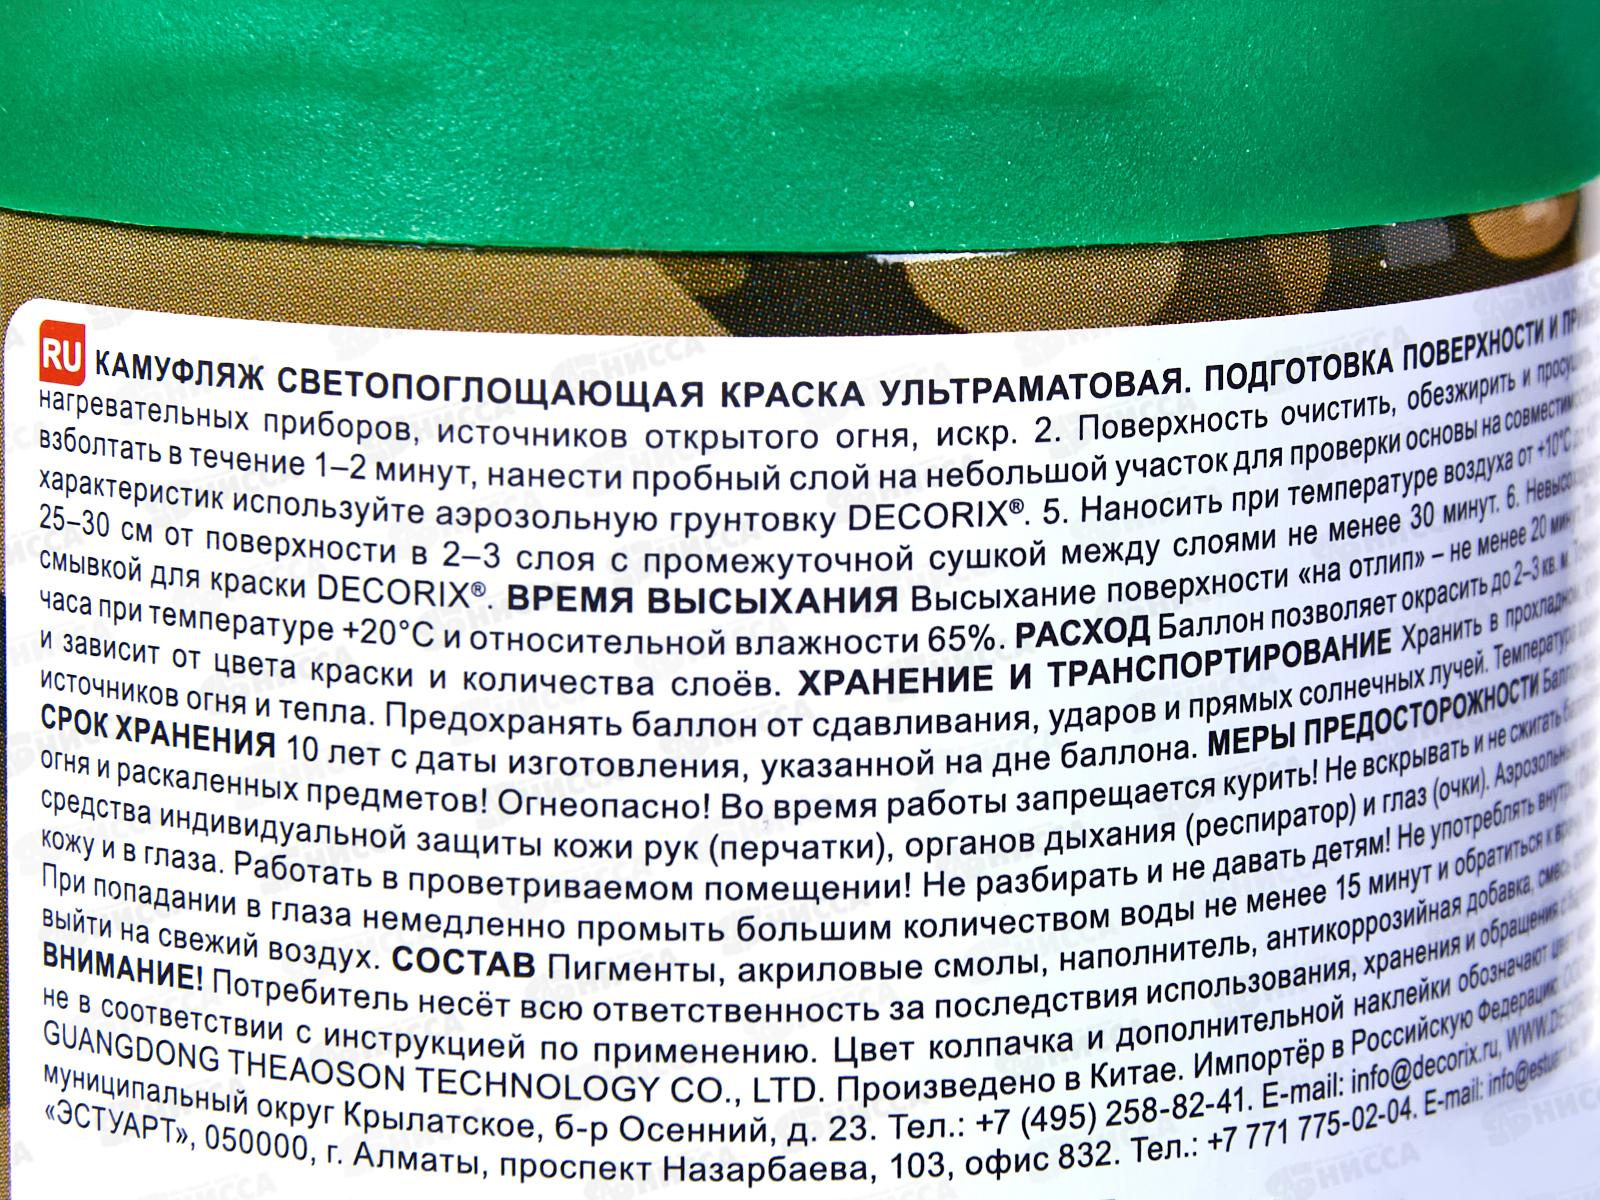 RU КАМУФЛЯЖ СВЕТОПОГЛОЩАЮЩАЯ КРАСКА УЛЬТРАМАТОВАЯ. ПОДГОТОВКА ПОВЕРХНОСТИ И
нагревательных приборов, источников открытого огня, искр. 2. Поверхность очистить, обезжирить и
взболтать в течение 1–2 минут, нанести пробный слой на небольшой участок для проверки основы на
характеристик используйте аэрозольную грунтовку DECORIX®. 5. Наносить при температуре воздуха от +10°C
25–30 см от поверхности в 2–3 слоя с промежуточной сушкой между слоями не менее 30 минут. 6.
смывкой для краски DECORIX®. ВРЕМЯ ВЫСЫХАНИЯ Высыхание поверхности «на отлип» – не менее 20
часа при температуре +20°C и относительной влажности 65%. РАСХОД Баллон позволяет окрасить до 2–3 кв. м.
и зависит от цвета краски и количества слоёв. ХРАНЕНИЕ И ТРАНСПОРТИРОВАНИЕ Хранить в
источников огня и тепла. Предохранять баллон от сдавливания, ударов и прямых солнечных лучей. Температура
СРОК ХРАНЕНИЯ 10 лет с даты изготовления, указанной на дне баллона. МЕРЫ ПРЕДОСТОРОЖНОСТИ
огня и раскаленных предметов! Огнеопасно! Во время работы запрещается курить! Не вскрывать и не сжигать
средства индивидуальной защиты кожи рук (перчатки), органов дыхания (респиратор) и глаз (очки).
кожу и в глаза. Работать в проветриваемом помещении! Не разбирать и не давать детям! Не употреблять
При попадании в глаза немедленно промыть большим количеством воды не менее 15 минут и обратиться к
выйти на свежий воздух. СОСТАВ Пигменты, акриловые смолы, наполнитель, антикоррозийная добавка,
ВНИМАНИЕ! Потребитель несёт всю ответственность за последствия использования, хранения и обращения с
не в соответствии с инструкцией по применению. Цвет колпачка и дополнительной наклейки обозначают
GUANGDONG THEAOSON TECHNOLOGY CO., LTD. Произведено в Китае. Импортёр в Российскую
муниципальный округ Крылатское, б-р Осенний, д. 23. Тел.: +7 (495) 258-82-41. E-mail: info@decorix.ru,
«ЭСТУАРТ», 050000, г. Алматы, проспект Назарбаева, 103, офис 832. Тел.: +7 771 775-02-04. E-mail: